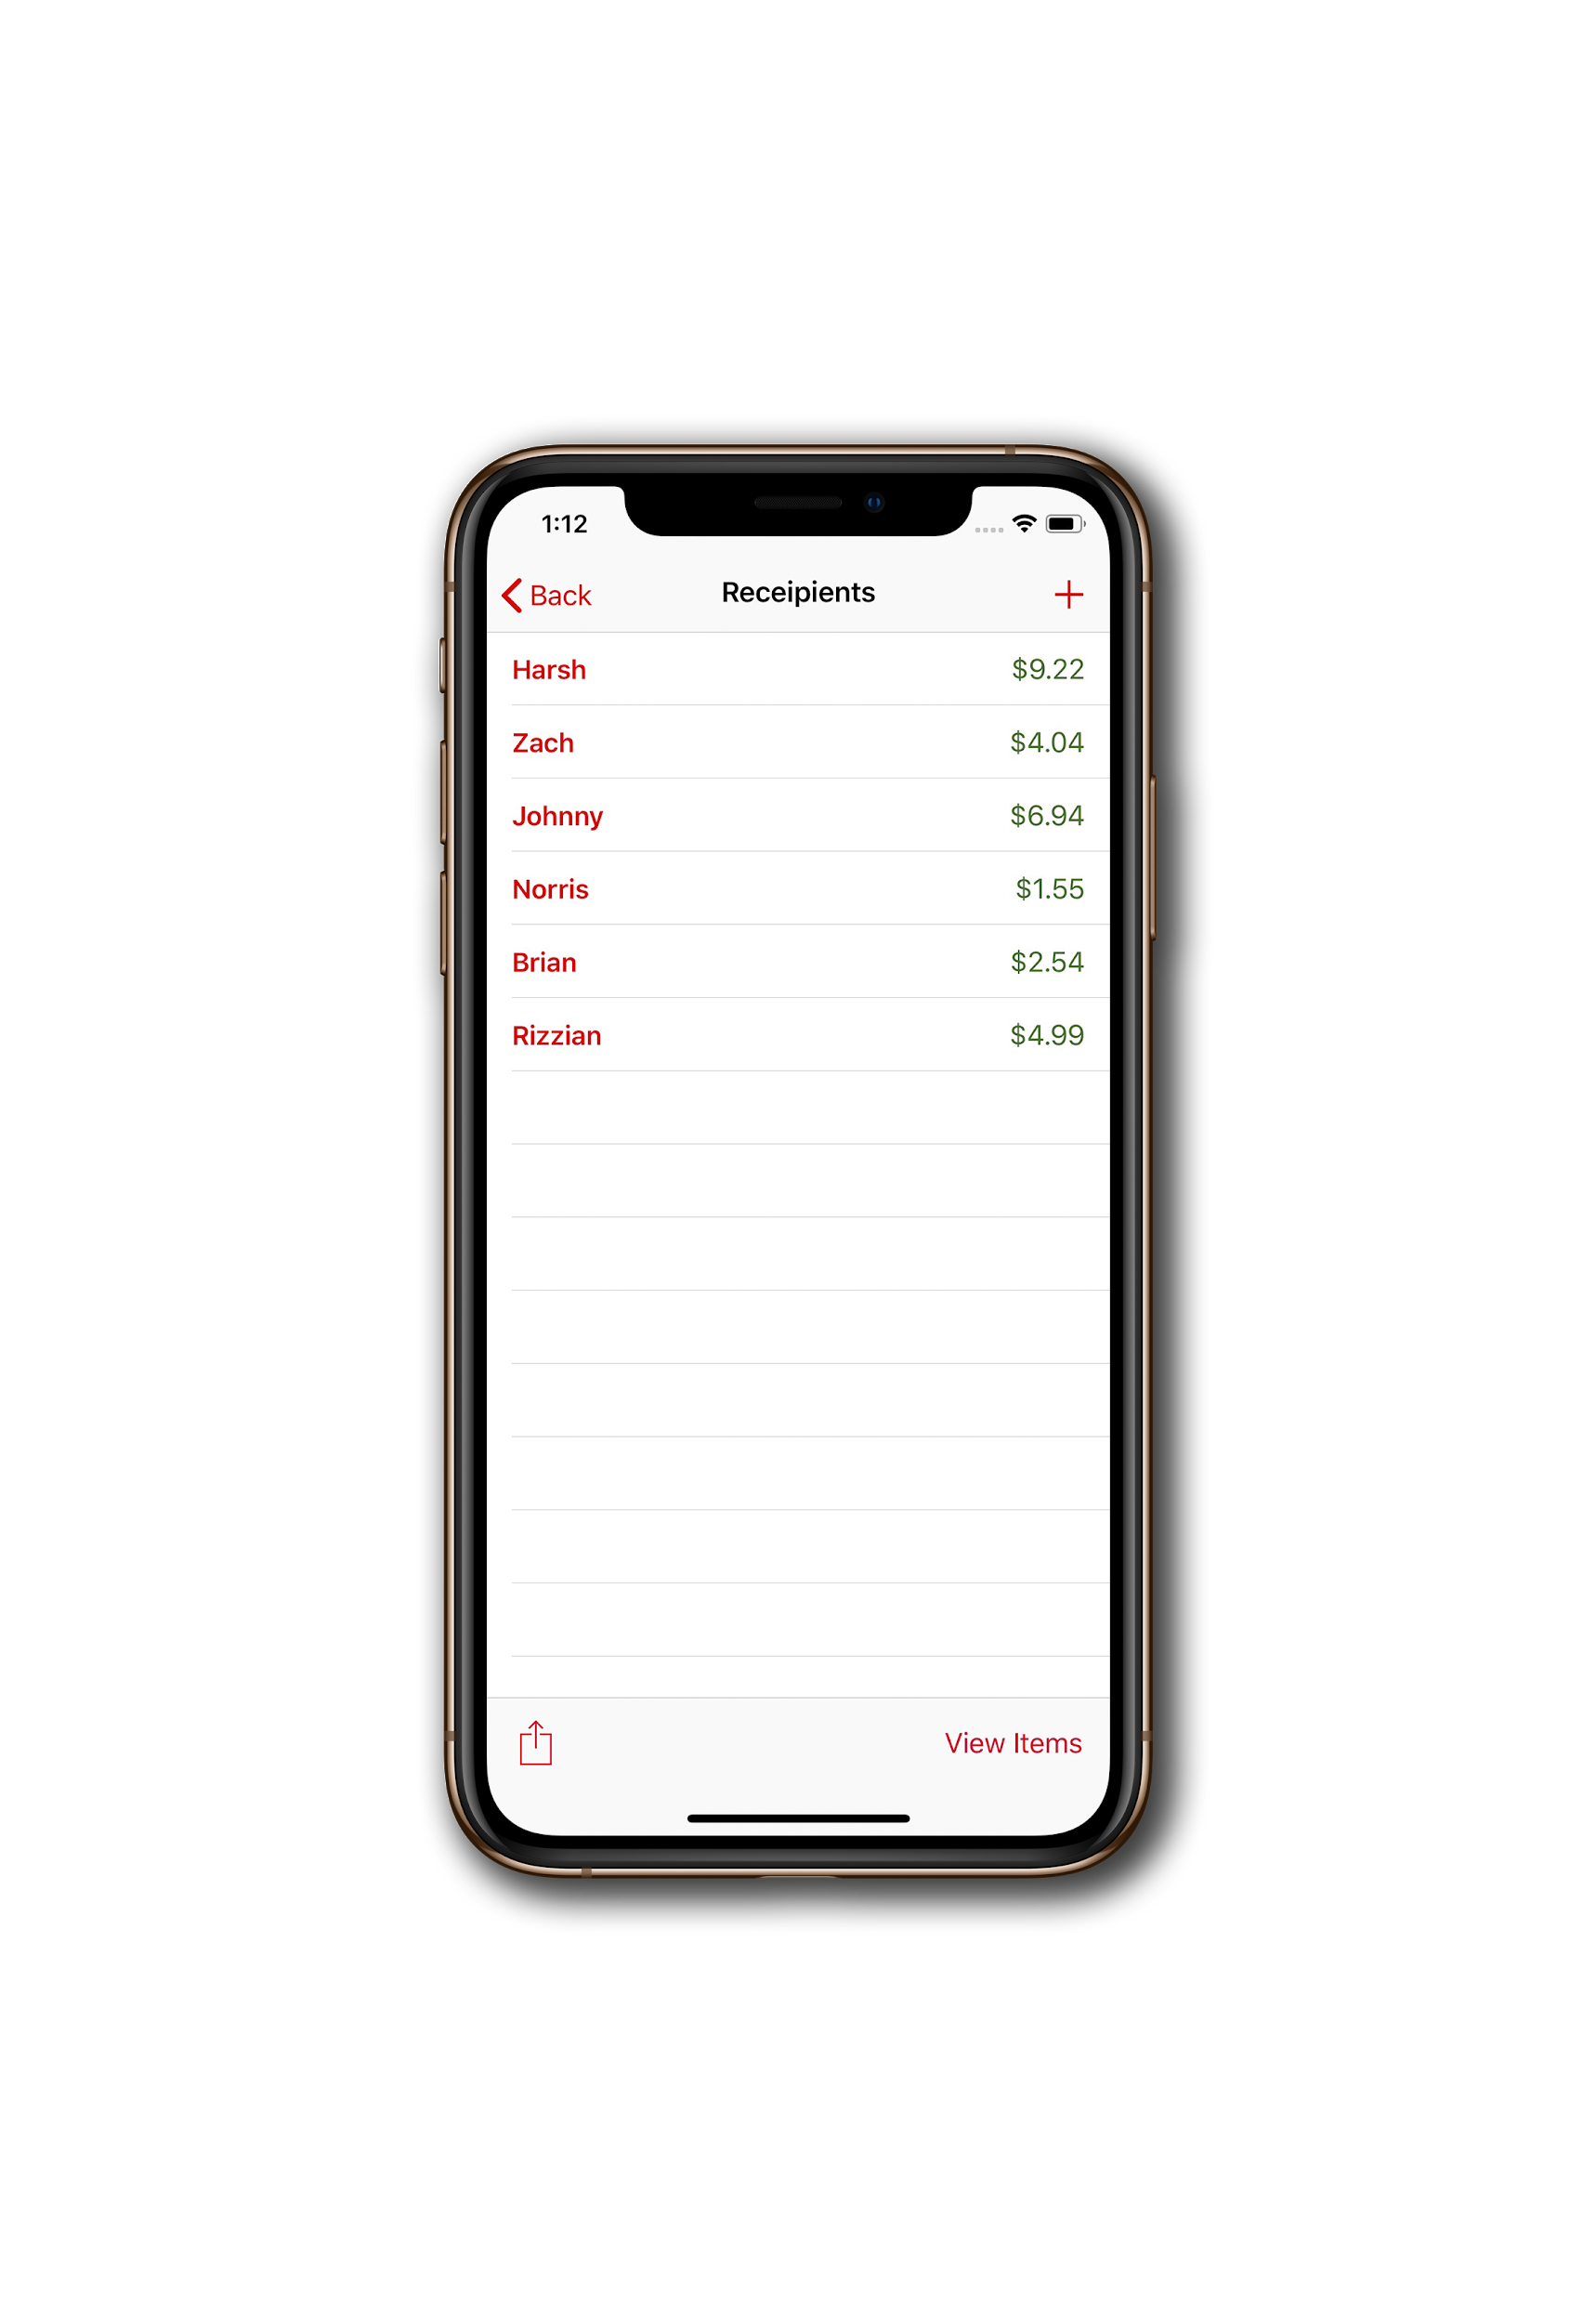 1:12
Back Receipients +
Harsh $9.22
Zach $4.04
Johnny $6.94
Norris $1.55
Brian $2.54
Rizzian $4.99
View Items